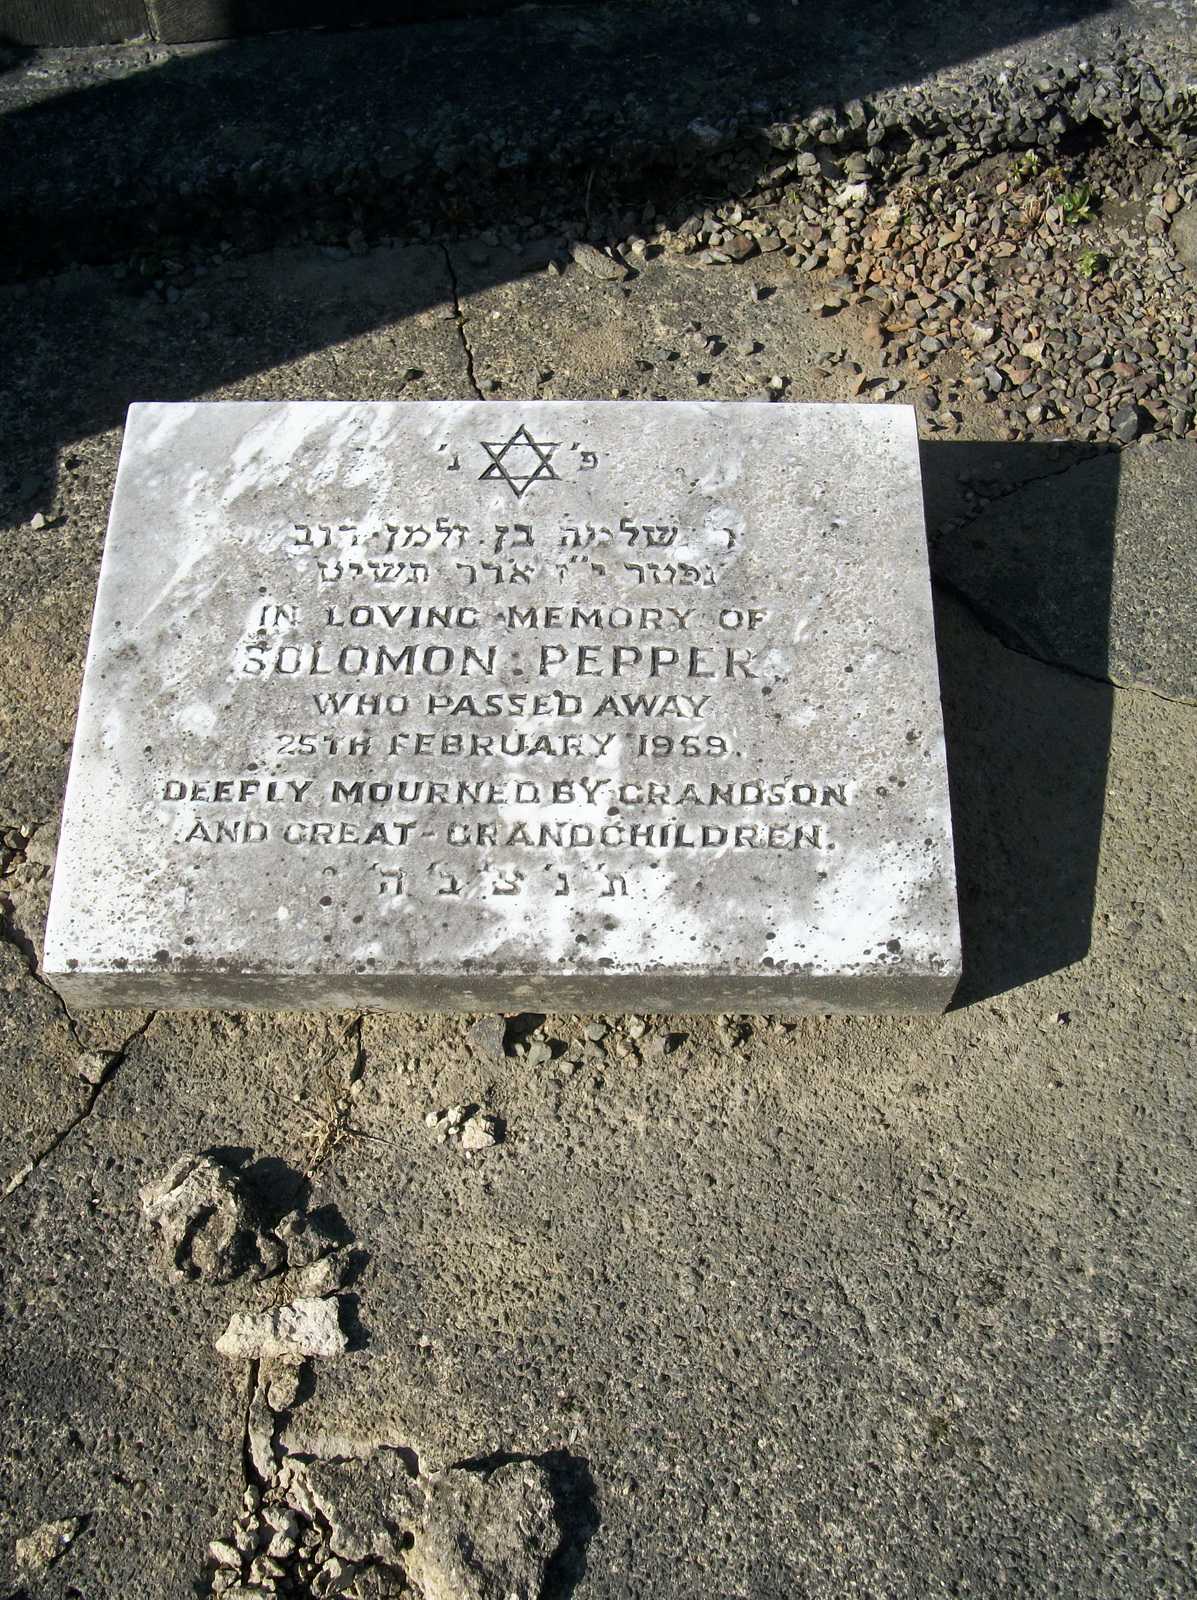 פ' נ'
ר' שלמה בן זלמן דוב
נפטר י"ז אדר תשיט
IN LOVING MEMORY OF
SOLOMON PEPPER
WHO PASSED AWAY
25TH FEBRUARY 1959.
DEEPLY MOURNED BY GRANDSON
AND GREAT-GRANDCHILDREN.
ת' נ' צ' ב' ה'